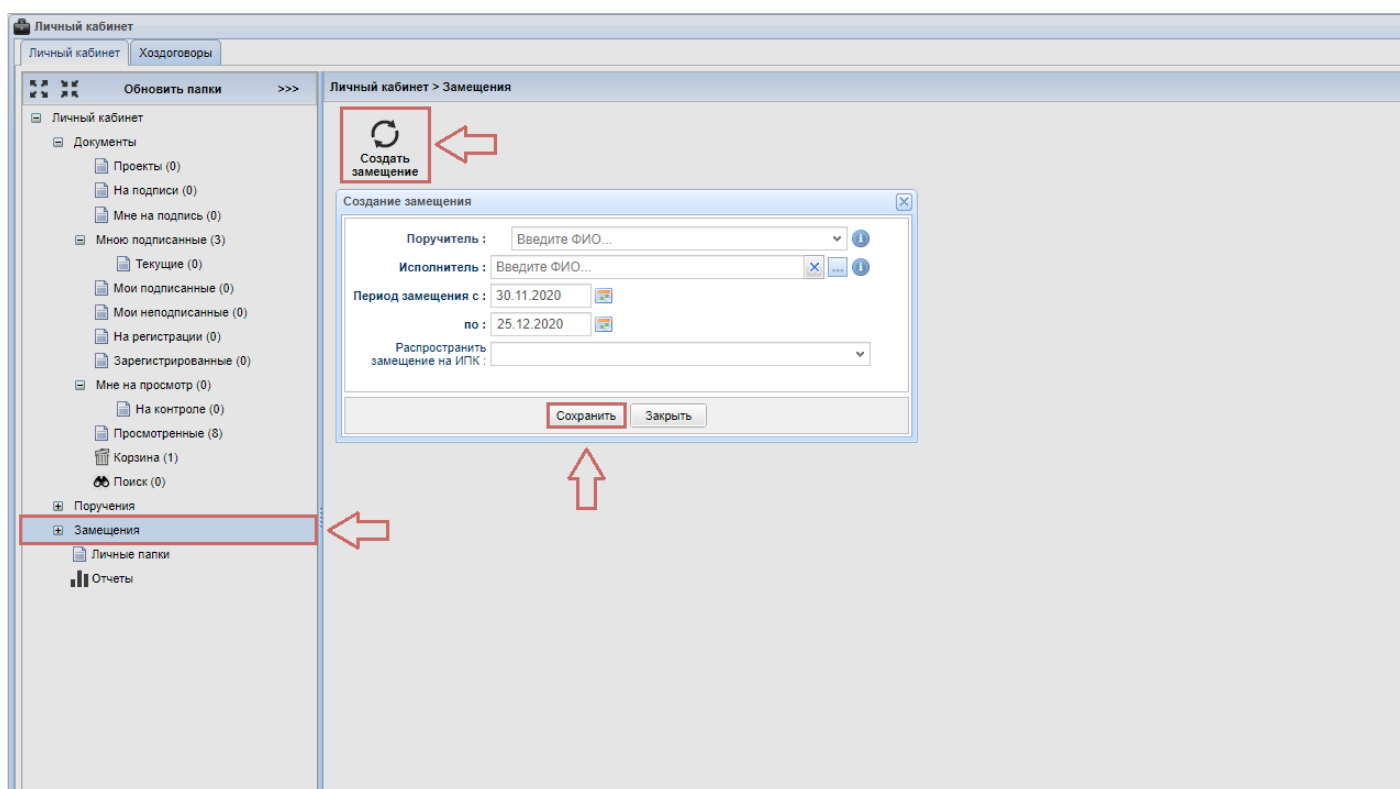 Личный кабинет
Личный кабинет Хоздоговоры
Обновить папки >>>
Личный кабинет
Документы
Проекты (0)
На подписи (0)
Мне на подпись (0)
Мною подписанные (3)
Текущие (0)
Мои подписанные (0)
Мои неподписанные (0)
На регистрации (0)
Зарегистрированные (0)
Мне на просмотр (0)
На контроле (0)
Просмотренные (8)
Корзина (1)
Поиск (0)
Поручения
Замещения
Личные папки
Отчеты
Личный кабинет > Замещения
Создать
замещение
Создание замещения
Поручитель : Введите ФИО...
Исполнитель : Введите ФИО... ...
Период замещения с : 30.11.2020
по : 25.12.2020
Распространить
замещение на ИПК :
Сохранить Закрыть